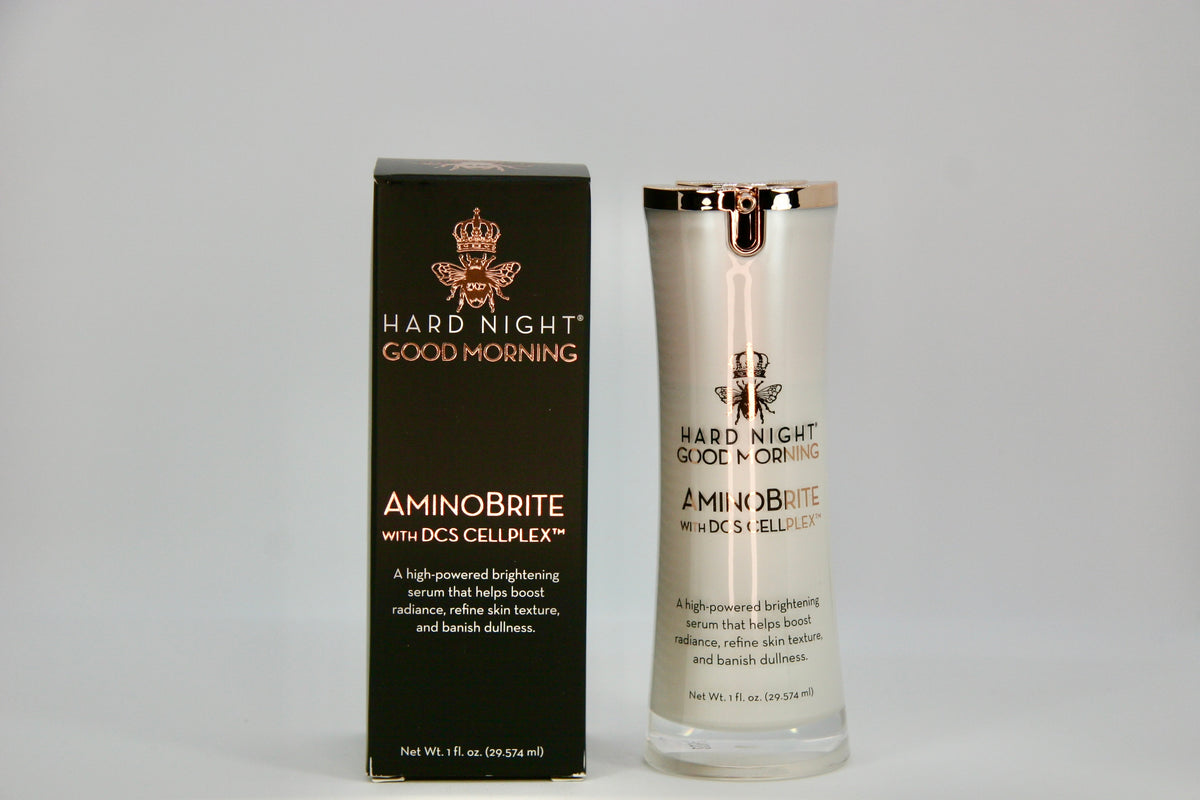 HARD NIGHT®
GOOD MORNING
AMINOBRITE
WITH DCS CELLPLEX™
A high-powered brightening
serum that helps boost
radiance, refine skin texture,
and banish dullness.
Net Wt. 1 fl. oz. (29.574 ml)
HARD NIGHT®
GOOD MORNING
AMINOBRITE
WITH DCS CELLPLEX™
A high-powered brightening
serum that helps boost
radiance, refine skin texture,
and banish dullness.
Net Wt. 1 fl. oz. (29.574 ml)